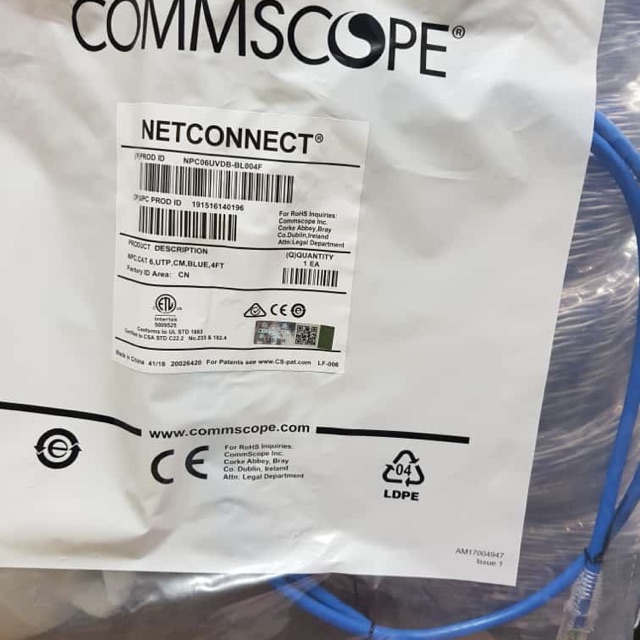 COMMSCOPE®
NETCONNECT®
(P)PROD ID NPC06UVDB-BL004F
(P)UPC PROD ID 191516140196
For RoHS Inquiries:
Commscope Inc.
Corke Abbey,Bray
Co.Dublin,Ireland
Attn:Legal Department
PRODUCT DESCRIPTION
NPC,CAT 6,UTP,CM,BLUE,4FT
Factory ID Area: CN
(Q)QUANTITY
1 EA
ETL
Intertek
Conforms to UL STD 1863
Certified to CSA STD C22.2 No.233 & 182.4
CE
Made in China 41/18 20026420 For Patents see www.CS-pat.com LF-006
www.commscope.com
e
CE
For RoHS Inquiries:
CommScope Inc.
Corke Abbey, Bray
Co. Dublin, Ireland
Attn: Legal Department
04
LDPE
AM17004947
Issue 1